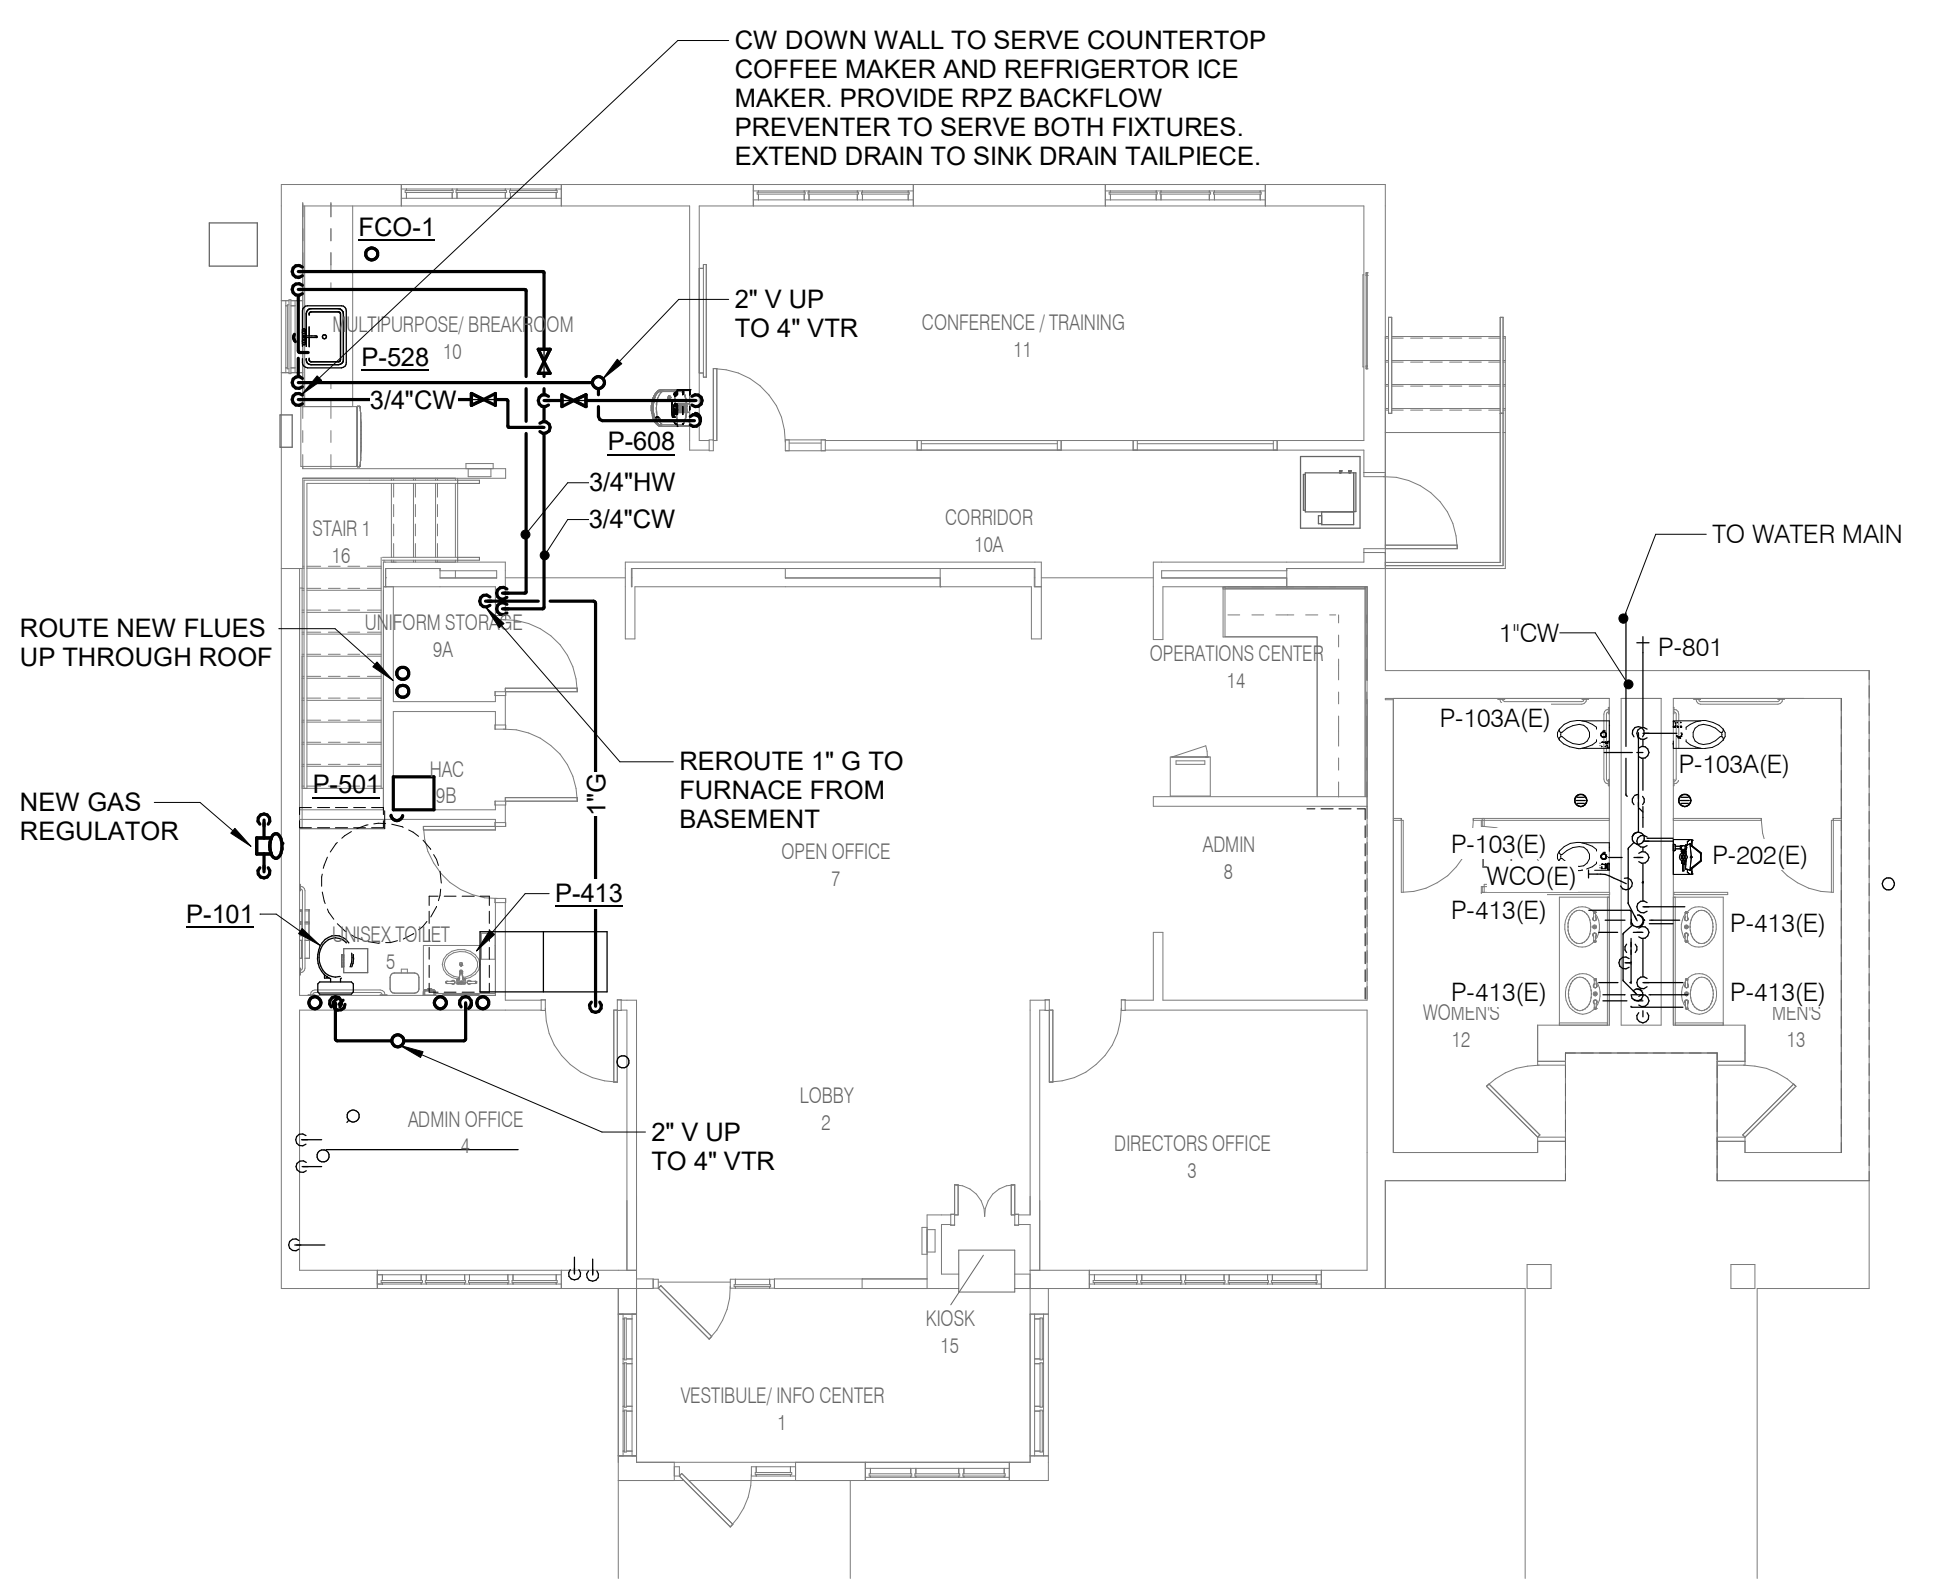 CW DOWN WALL TO SERVE COUNTERTOP
COFFEE MAKER AND REFRIGERTOR ICE
MAKER. PROVIDE RPZ BACKFLOW
PREVENTER TO SERVE BOTH FIXTURES.
EXTEND DRAIN TO SINK DRAIN TAILPIECE.
FCO-1
2" V UP
TO 4" VTR
MULTIPURPOSE/ BREAKROOM
10
P-528
CONFERENCE / TRAINING
11
3/4"CW
P-608
3/4"HW
3/4"CW
STAIR 1
16
CORRIDOR
10A
TO WATER MAIN
ROUTE NEW FLUES
UP THROUGH ROOF
UNIFORM STORAGE
9A
OPERATIONS CENTER
14
1"CW
P-801
P-103A(E)
P-103A(E)
REROUTE 1" G TO
FURNACE FROM
BASEMENT
HAC
9B
P-501
1"G
NEW GAS
REGULATOR
OPEN OFFICE
7
ADMIN
8
P-103(E)
WCO(E)
P-202(E)
P-413
P-101
UNISEX TOILET
5
P-413(E)
P-413(E)
P-413(E)
P-413(E)
WOMEN'S
12
MEN'S
13
ADMIN OFFICE
4
LOBBY
2
2" V UP
TO 4" VTR
DIRECTORS OFFICE
3
KIOSK
15
VESTIBULE/ INFO CENTER
1